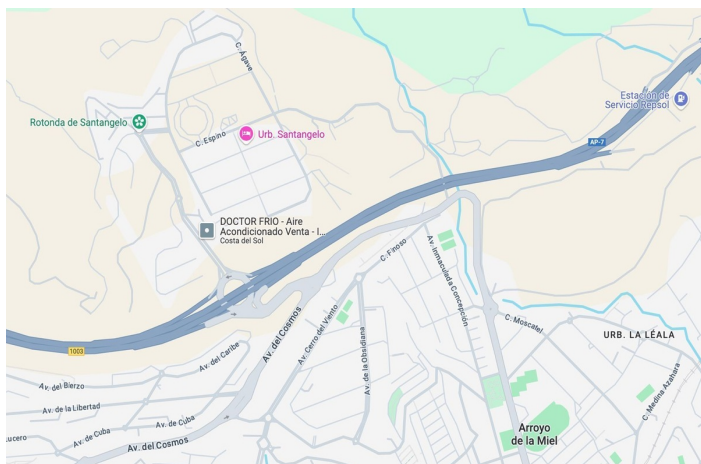 C. Ágave
Estación de
Servicio Repsol
Rotonda de Santangelo
C. Espino
Urb. Santangelo
AP-7
DOCTOR FRIO - Aire
Acondicionado Venta - I...
Costa del Sol
C. Finoso
Av. Inmaculada Concepción
Av. del Cosmos
Av. Cerro del Viento
C. Moscatel
URB. LA LÉALA
1003
Av. del Caribe
Av. de la Obsidiana
C. Medina Azahara
Av. del Bierzo
Av. de la Libertad
Av. de Cuba
Lucero
Av. de Cuba
Av. del Cosmos
Arroyo
de la Miel